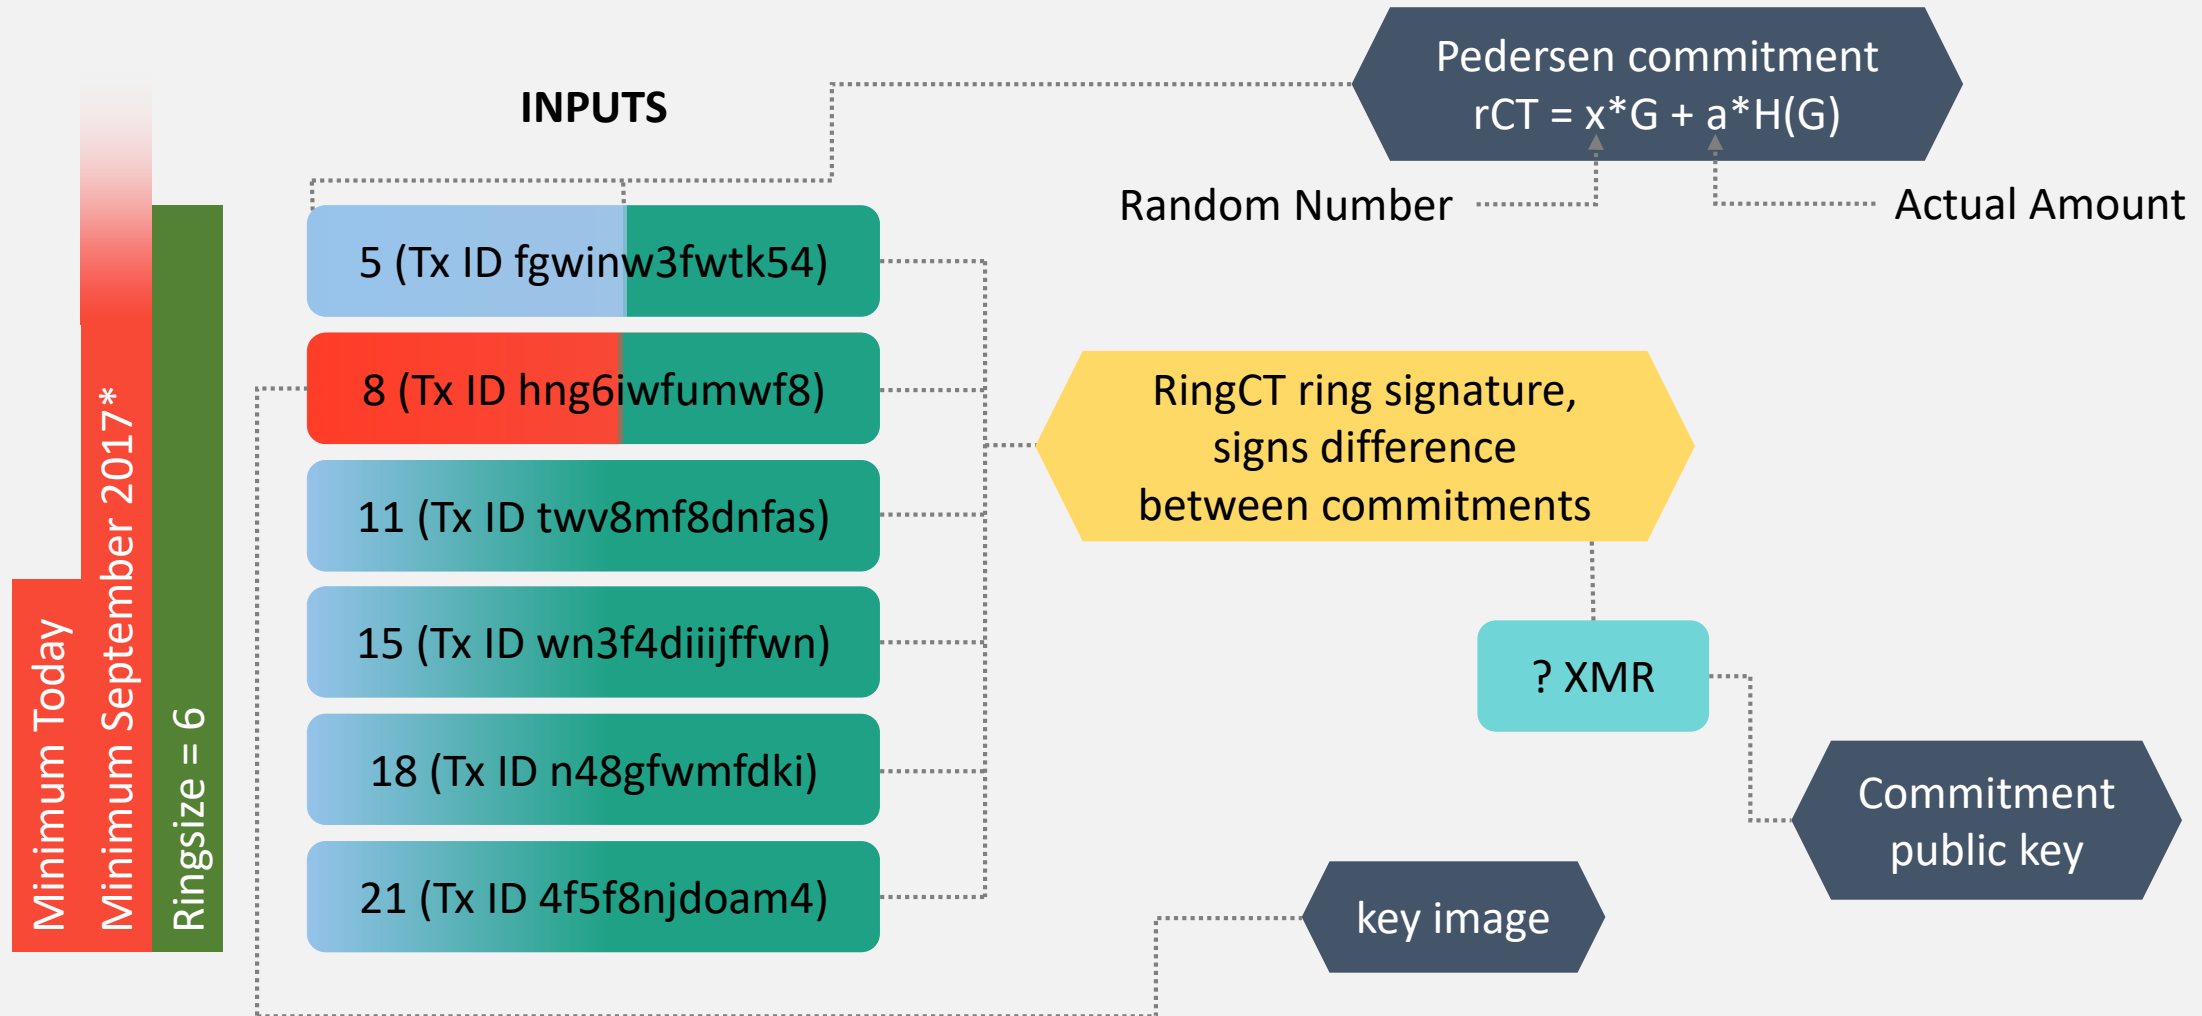 Pedersen commitment
rCT = x*G + a*H(G)
INPUTS
Random Number
Actual Amount
5 (Tx ID fgwinw3fwtk54)
8 (Tx ID hng6iwfumwf8)
11 (Tx ID twv8mf8dnfas)
15 (Tx ID wn3f4diiijffwn)
18 (Tx ID n48gfwmfdki)
21 (Tx ID 4f5f8njdoam4)
RingCT ring signature,
signs difference
between commitments
? XMR
Commitment
public key
key image
Minimum Today
Minimum September 2017*
Ringsize = 6